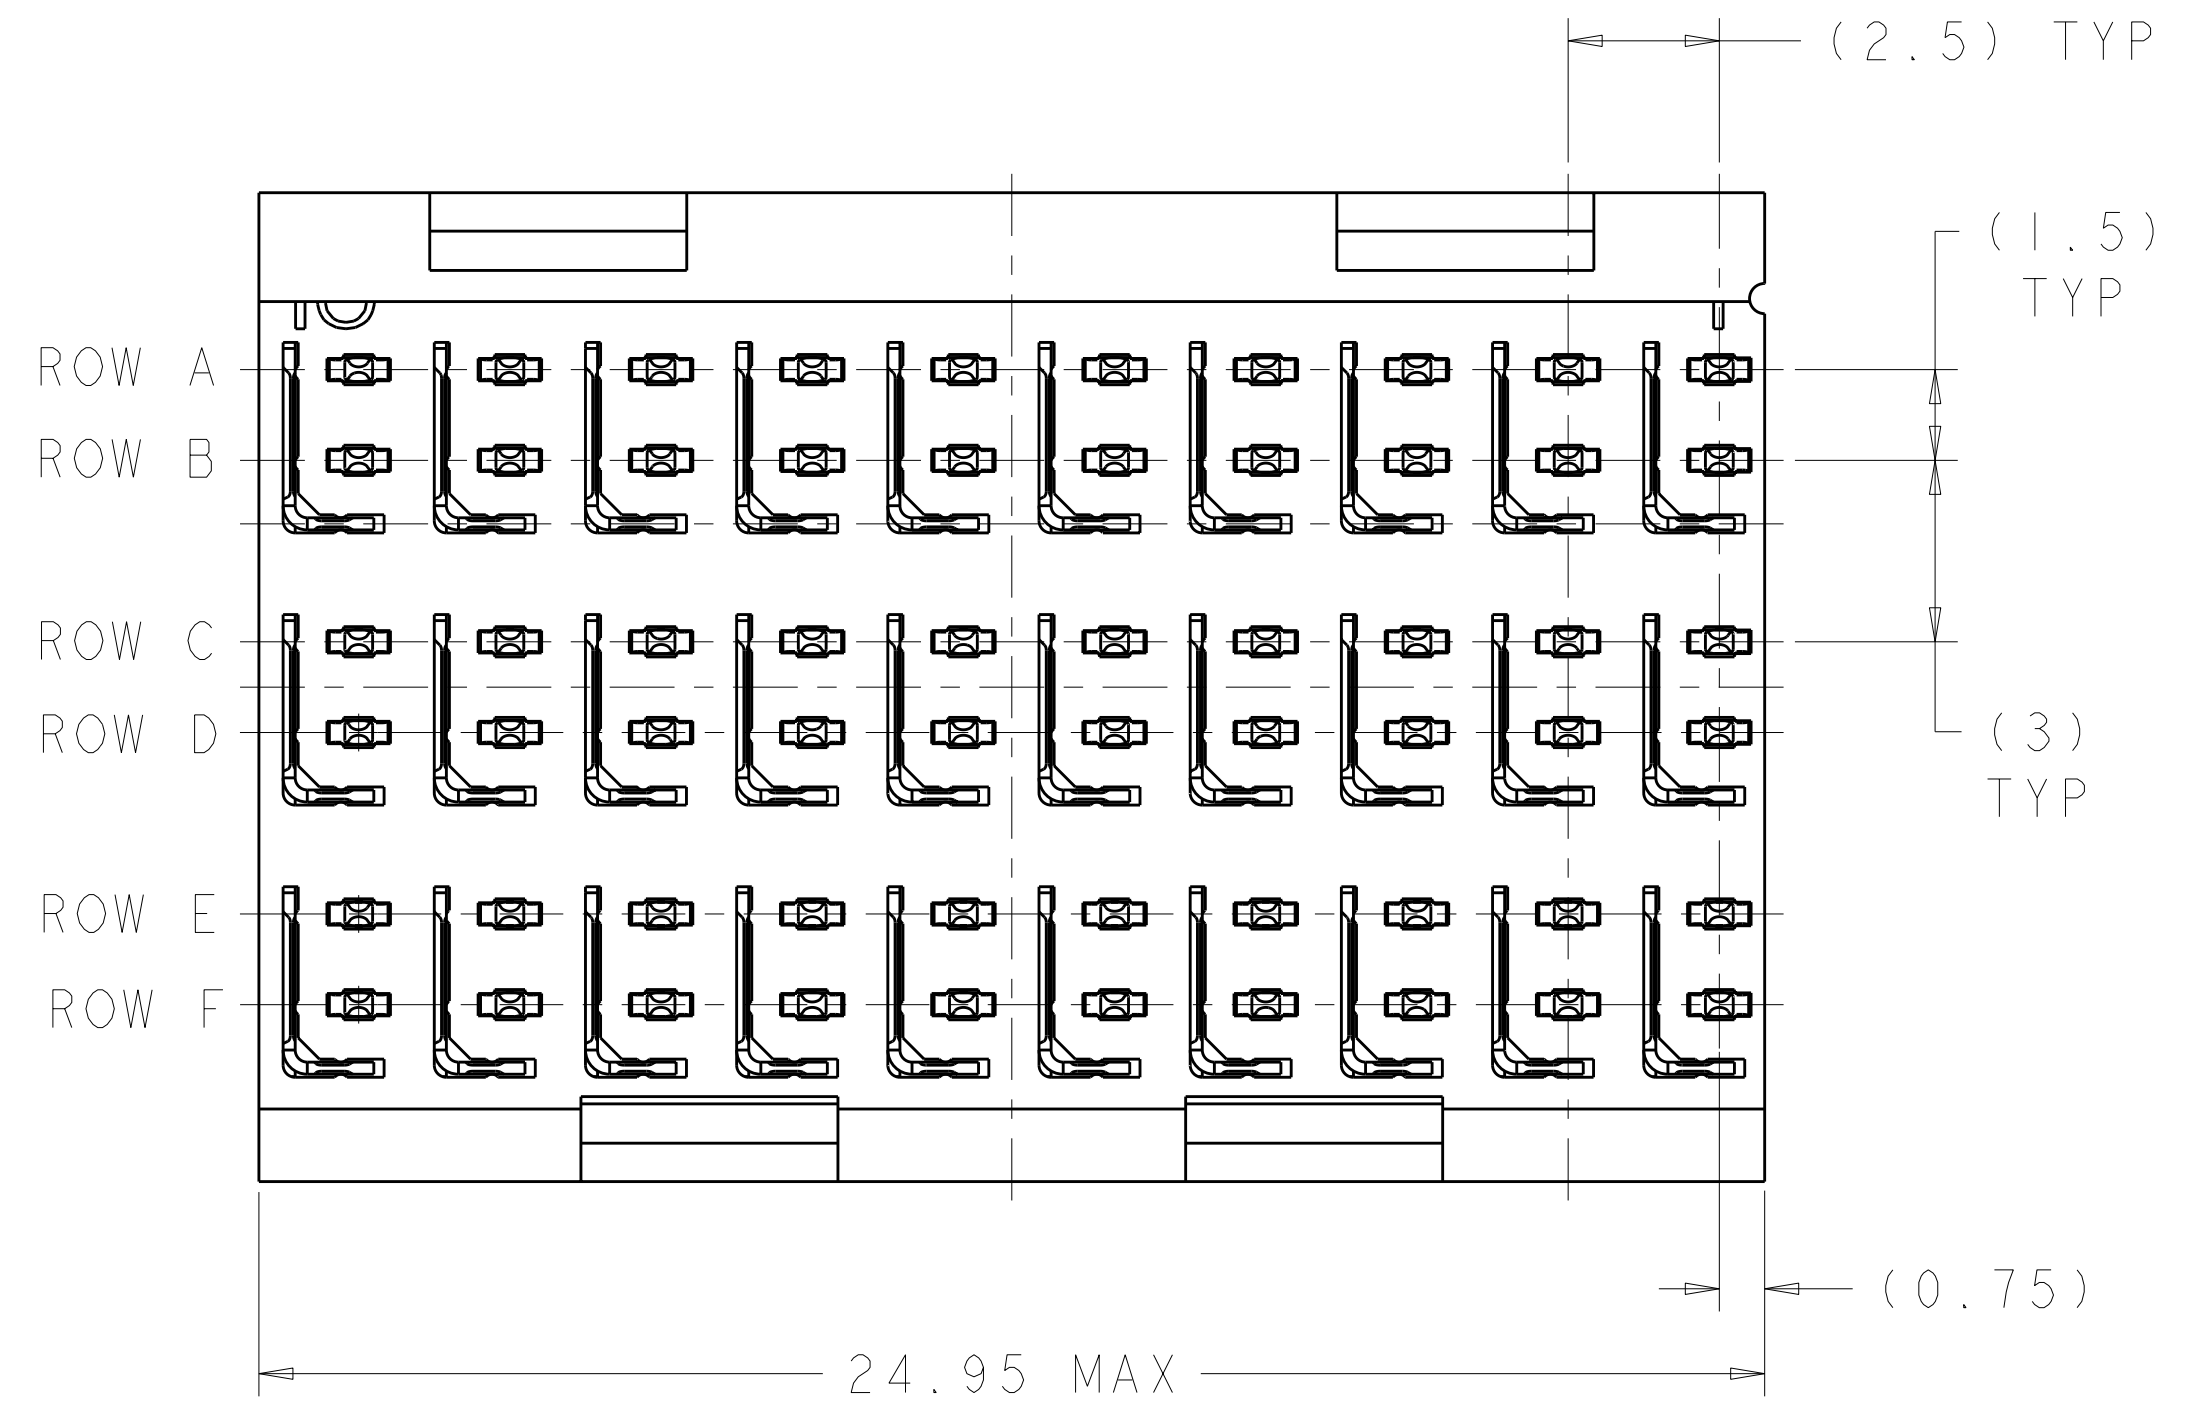 (2.5) TYP
(1.5)
TYP
ROW A
ROW B
ROW C
ROW D
(3)
TYP
ROW E
ROW F
(0.75)
24.95 MAX